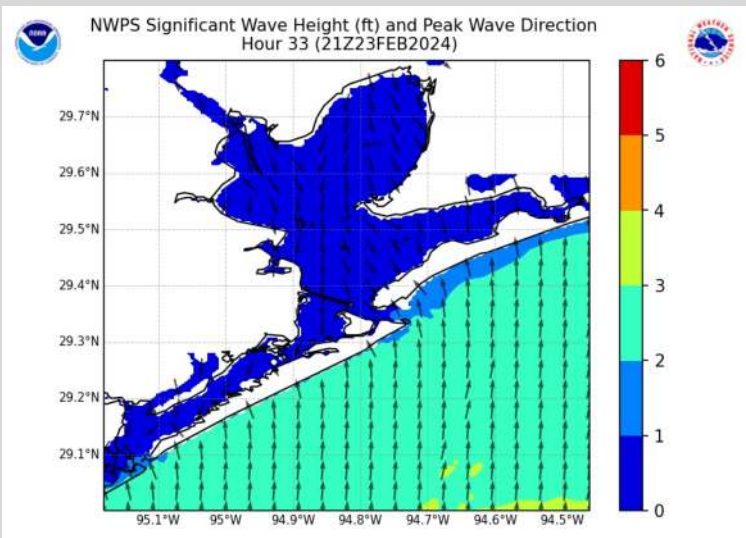 NWPS Significant Wave Height (ft) and Peak Wave Direction
Hour 33 (21Z23FEB2024)
NOAA
29.7°N
29.6°N
29.5°N
29.4°N
29.3°N
29.2°N
29.1°N
95.1°W 95°W 94.9°W 94.8°W 94.7°W 94.6°W 94.5°W
6
5
4
3
2
1
0